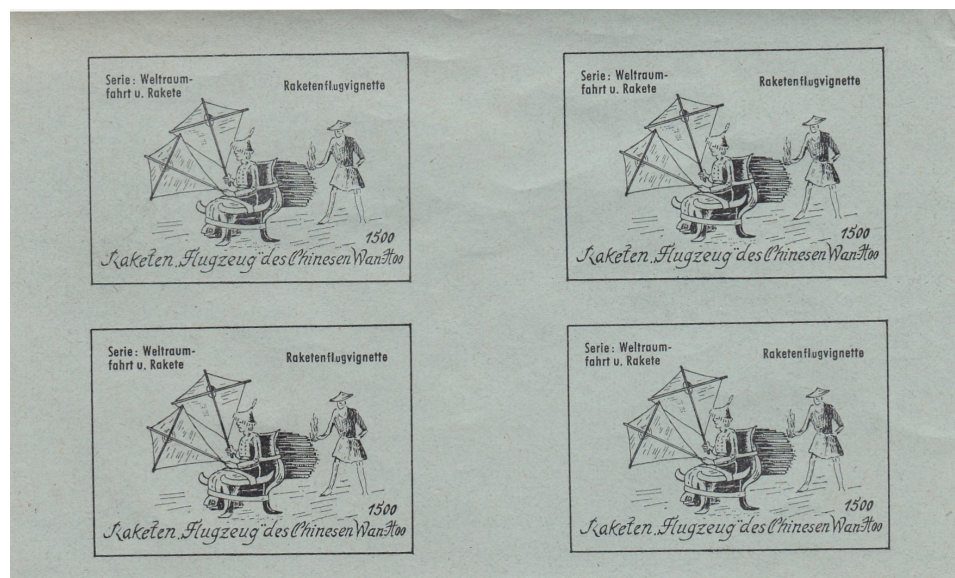 Serie: Weltraum-
fahrt u. Rakete
Raketenflugvignette
1500
Raketen„Flugzeug" des Chinesen Wan-Hoo
Serie: Weltraum-
fahrt u. Rakete
Raketenflugvignette
1500
Raketen„Flugzeug" des Chinesen Wan-Hoo
Serie: Weltraum-
fahrt u. Rakete
Raketenflugvignette
1500
Raketen„Flugzeug" des Chinesen Wan-Hoo
Serie: Weltraum-
fahrt u. Rakete
Raketenflugvignette
1500
Raketen„Flugzeug" des Chinesen Wan-Hoo